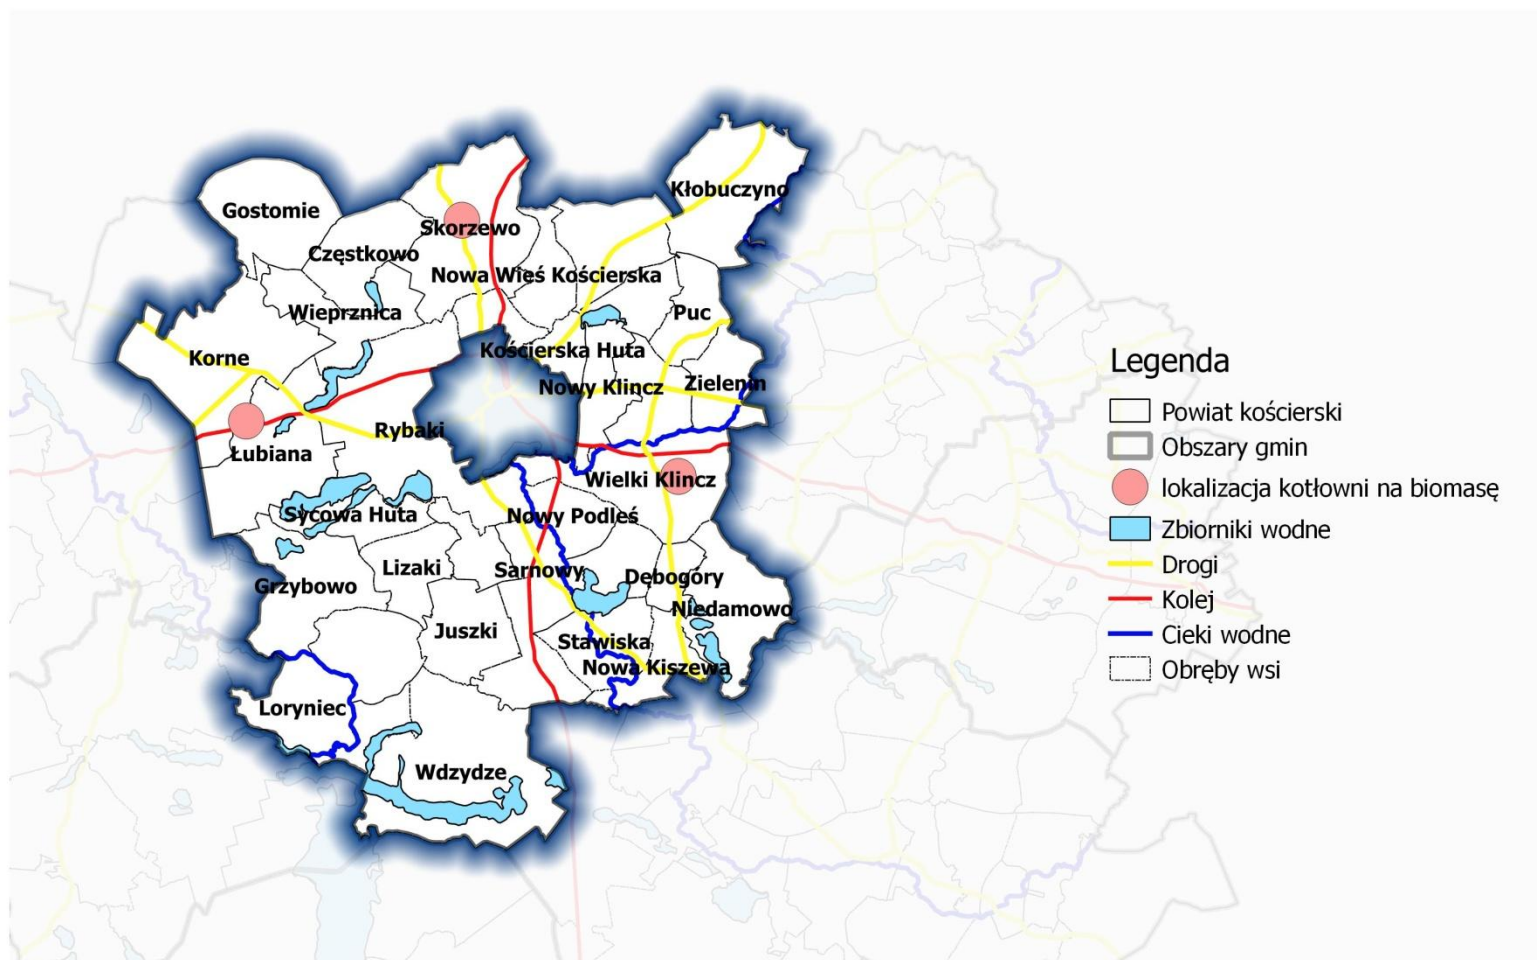 Kłobuczyno
Gostomie
Skorzewo
Częstkowo
Nowa Wieś Kościerska
Wieprznica
Puc
Kościerska Huta
Korne
Nowy Klincz
Zielenin
Rybaki
Łubiana
Wielki Klincz
Sycowa Huta
Nowy Podleś
Lizaki
Sarnowy
Dębogóry
Grzybowo
Niedamowo
Juszki
Stawiska
Nowa Kiszewa
Loryniec
Wdzydze
Legenda
Powiat kościerski
Obszary gmin
lokalizacja kotłowni na biomasę
Zbiorniki wodne
Drogi
Kolej
Cieki wodne
Obręby wsi